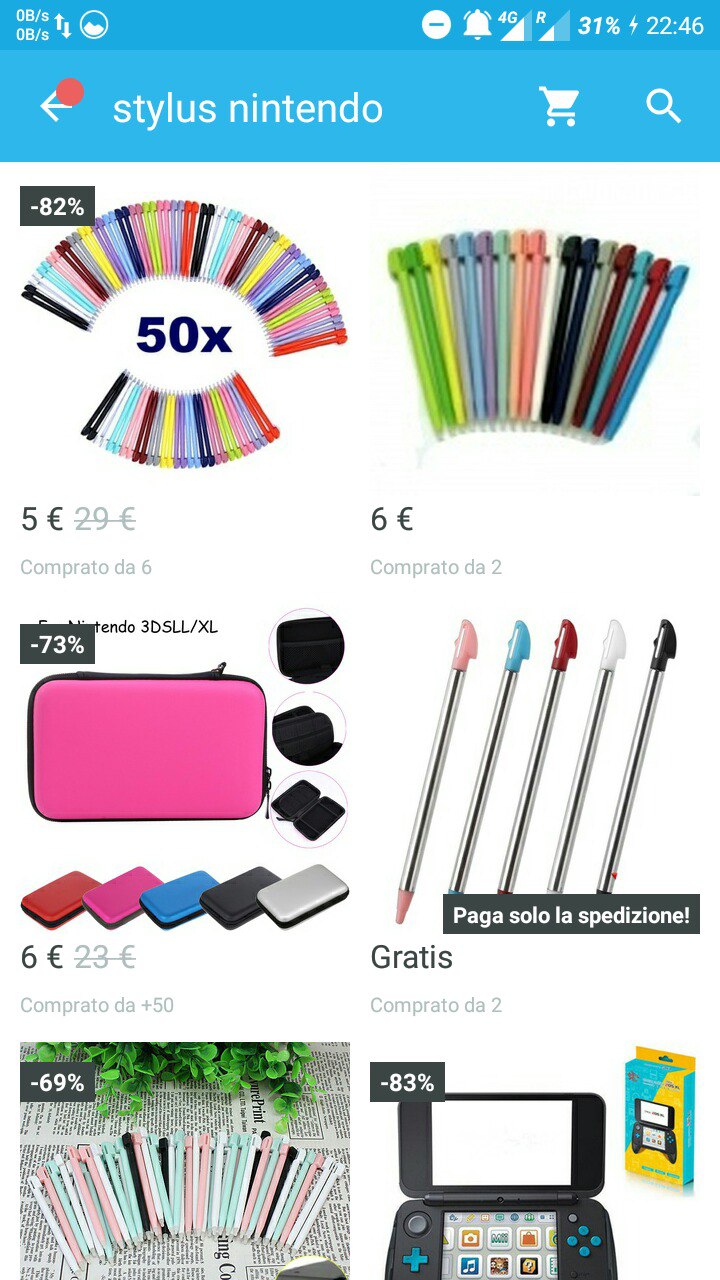 0B/s
0B/s
4G R 31% 22:46
stylus nintendo
-82%
50x
5 € 29 €
Comprato da 6
6 €
Comprato da 2
Nintendo 3DSLL/XL
-73%
6 € 23 €
Comprato da +50
Paga solo la spedizione!
Gratis
Comprato da 2
-69%
-83%